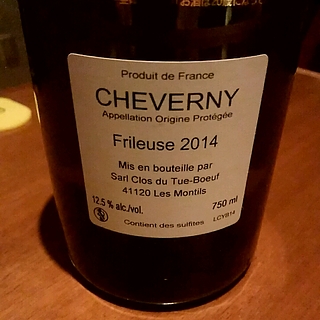 Produit de France
CHEVERNY
Appellation Origine Protégée
Frileuse 2014
Mis en bouteille par
Sarl Clos du Tue-Boeuf
41120 Les Montils
12.5 % alc./vol.
750 ml
LCYB14
Contient des sulfites